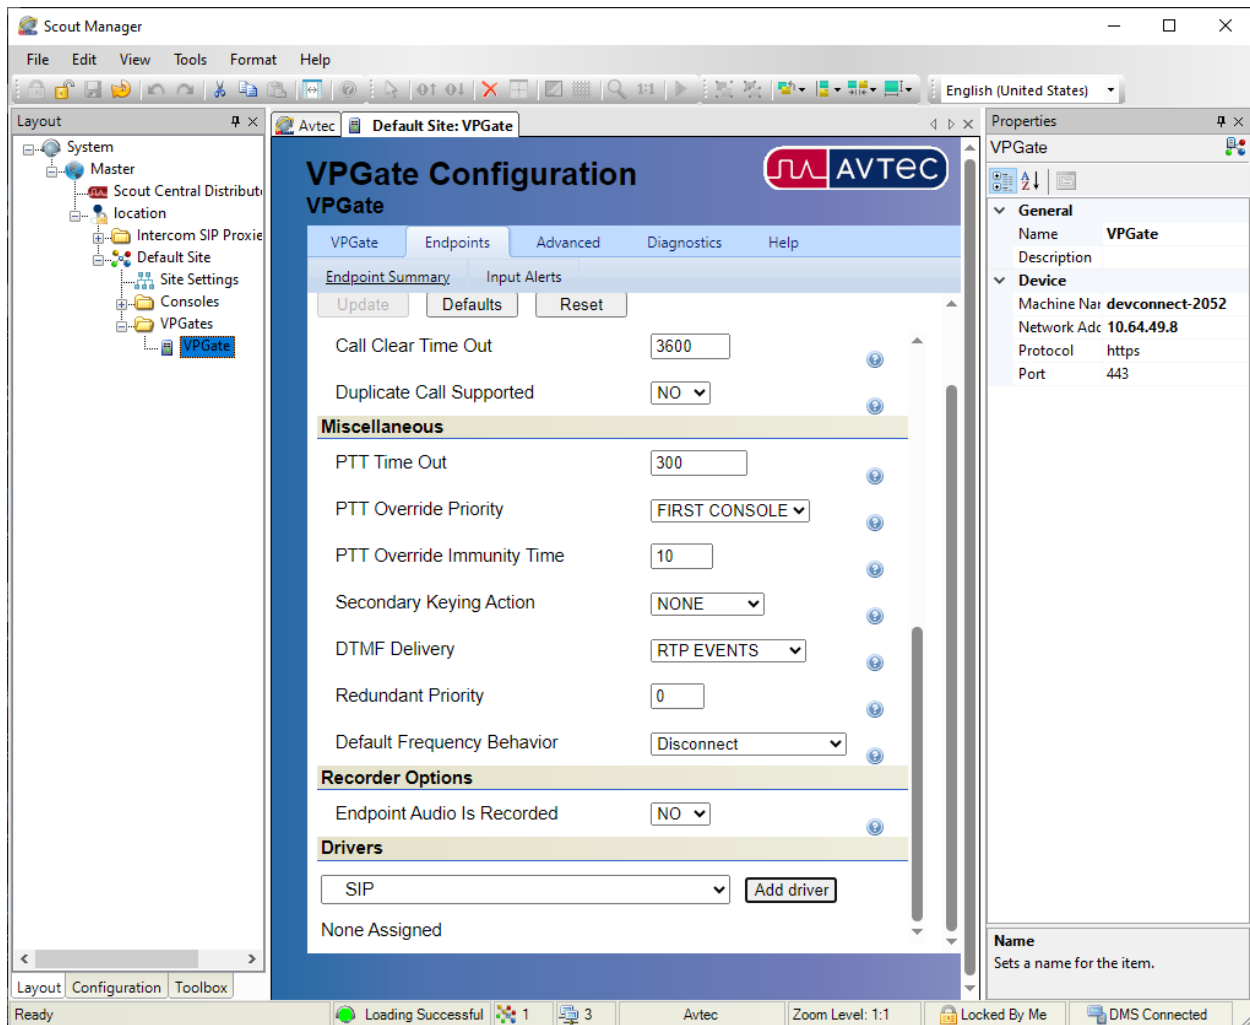 Scout Manager
File Edit View Tools Format Help
1:1 English (United States)
Layout
System
Master
Scout Central Distribut
location
Intercom SIP Proxie
Default Site
Site Settings
Consoles
VPGates
VPGate
Layout Configuration Toolbox
Avtec Default Site: VPGate
VPGate Configuration
AVTEC
VPGate
VPGate Endpoints Advanced Diagnostics Help
Endpoint Summary Input Alerts
Update Defaults Reset
Call Clear Time Out 3600
Duplicate Call Supported NO
Miscellaneous
PTT Time Out 300
PTT Override Priority FIRST CONSOLE
PTT Override Immunity Time 10
Secondary Keying Action NONE
DTMF Delivery RTP EVENTS
Redundant Priority 0
Default Frequency Behavior Disconnect
Recorder Options
Endpoint Audio Is Recorded NO
Drivers
SIP Add driver
None Assigned
Properties
VPGate
General
Name VPGate
Description
Device
Machine Nar devconnect-2052
Network Adc 10.64.49.8
Protocol https
Port 443
Name
Sets a name for the item.
Ready Loading Successful 1 3 Avtec Zoom Level: 1:1 Locked By Me DMS Connected